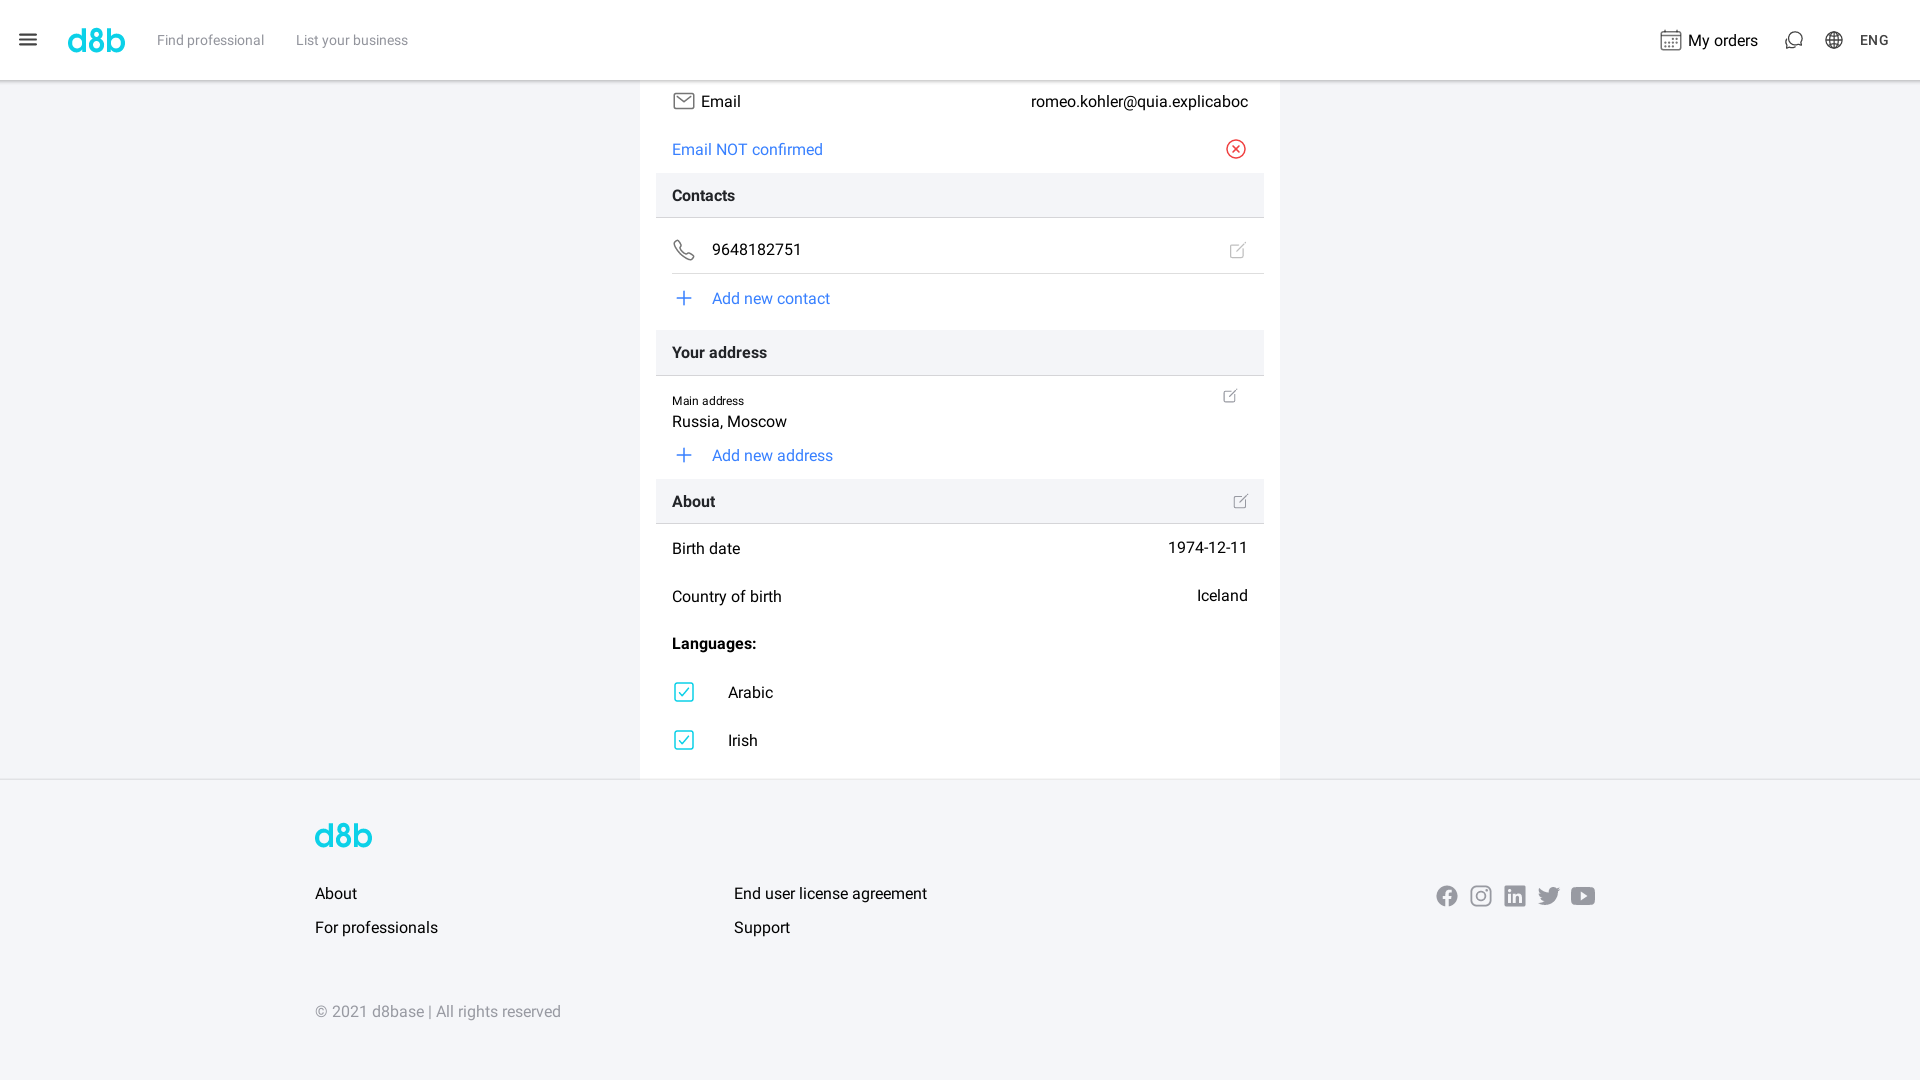 d8b
Find professional
List your business
My orders
ENG
Email
romeo.kohler@quia.explicaboc
Email NOT confirmed
Contacts
9648182751
Add new contact
Your address
Main address
Russia, Moscow
Add new address
About
Birth date
1974-12-11
Country of birth
Iceland
Languages:
Arabic
Irish
d8b
About
For professionals
End user license agreement
Support
© 2021 d8base | All rights reserved